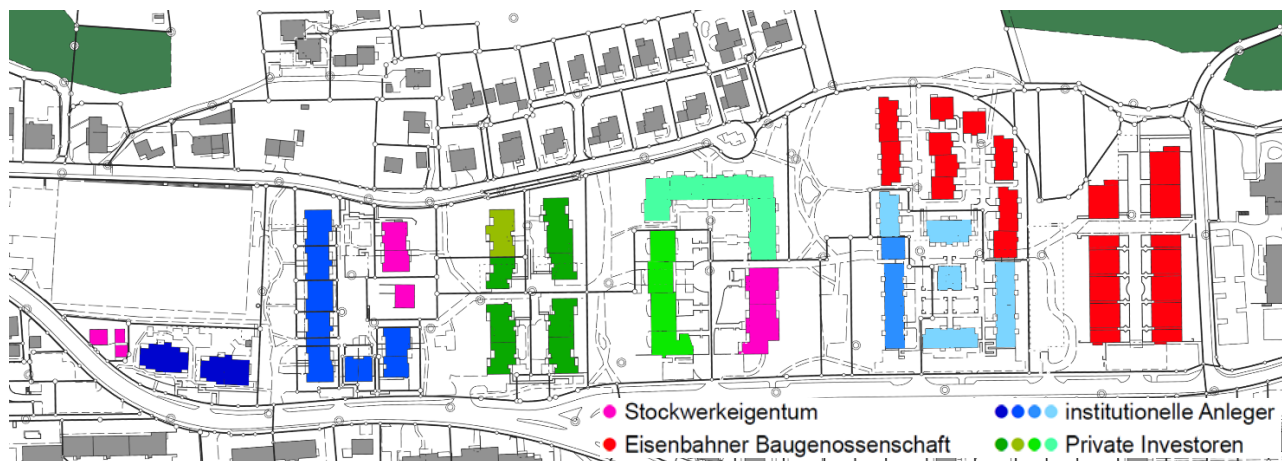 Stockwerkeigentum
institutionelle Anleger
Eisenbahner Baugenossenschaft
Private Investoren